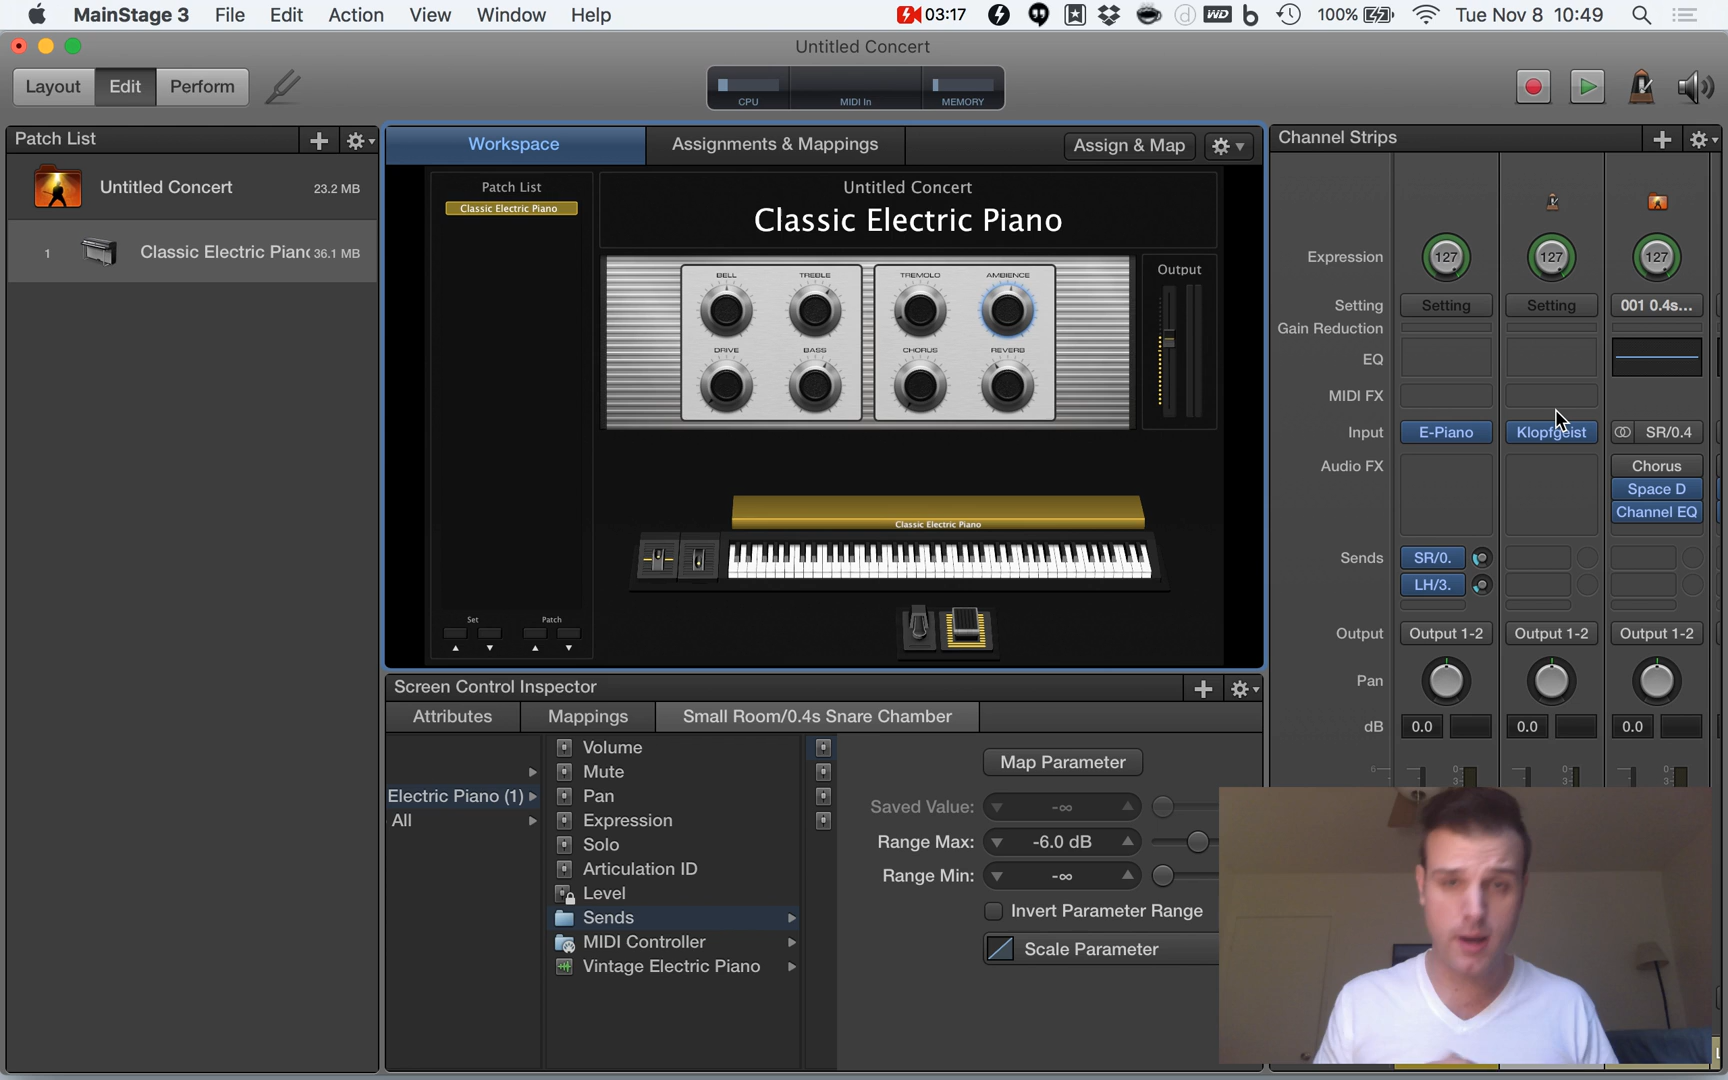 MainStage 3 File Edit Action View Window Help 03:17 WD b 100% Tue Nov 8 10:49
Untitled Concert
Layout Edit Perform
CPU MIDI In MEMORY
Patch List
Untitled Concert 23.2 MB
1 Classic Electric Pian 36.1 MB
Workspace Assignments & Mappings Assign & Map
Patch List
Classic Electric Piano
Set Patch
Untitled Concert
Classic Electric Piano
BELL TREBLE TREMOLO AMBIENCE
DRIVE BASS CHORUS REVERB
Output
Classic Electric Piano
Screen Control Inspector
Attributes Mappings Small Room/0.4s Snare Chamber
Electric Piano (1)
All
Volume
Mute
Pan
Expression
Solo
Articulation ID
Level
Sends
MIDI Controller
Vintage Electric Piano
Map Parameter
Saved Value: -∞
Range Max: -6.0 dB
Range Min: -∞
Invert Parameter Range
Scale Parameter
Channel Strips
Expression 127 127 127
Setting Setting Setting 001 0.4s...
Gain Reduction
EQ
MIDI FX
Input E-Piano Klopfgeist SR/0.4
Audio FX Chorus
Space D
Channel EQ
Sends SR/0.
LH/3.
Output Output 1-2 Output 1-2 Output 1-2
Pan
dB 0.0 0.0 0.0
6 0 0 0
3 3 3